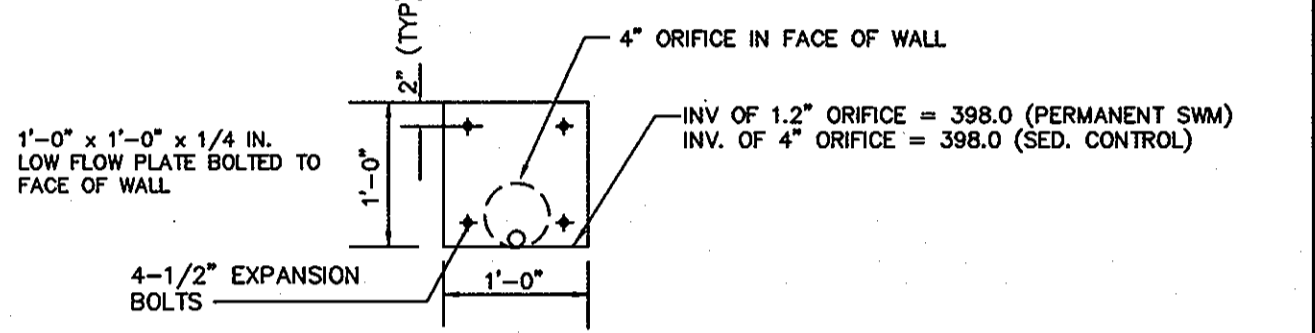 2" (TYP
4" ORIFICE IN FACE OF WALL
INV OF 1.2" ORIFICE = 398.0 (PERMANENT SWM)
INV. OF 4" ORIFICE = 398.0 (SED. CONTROL)
1'-0" x 1'-0" x 1/4 IN.
LOW FLOW PLATE BOLTED TO
FACE OF WALL
1'-0"
4-1/2" EXPANSION
BOLTS
1'-0"